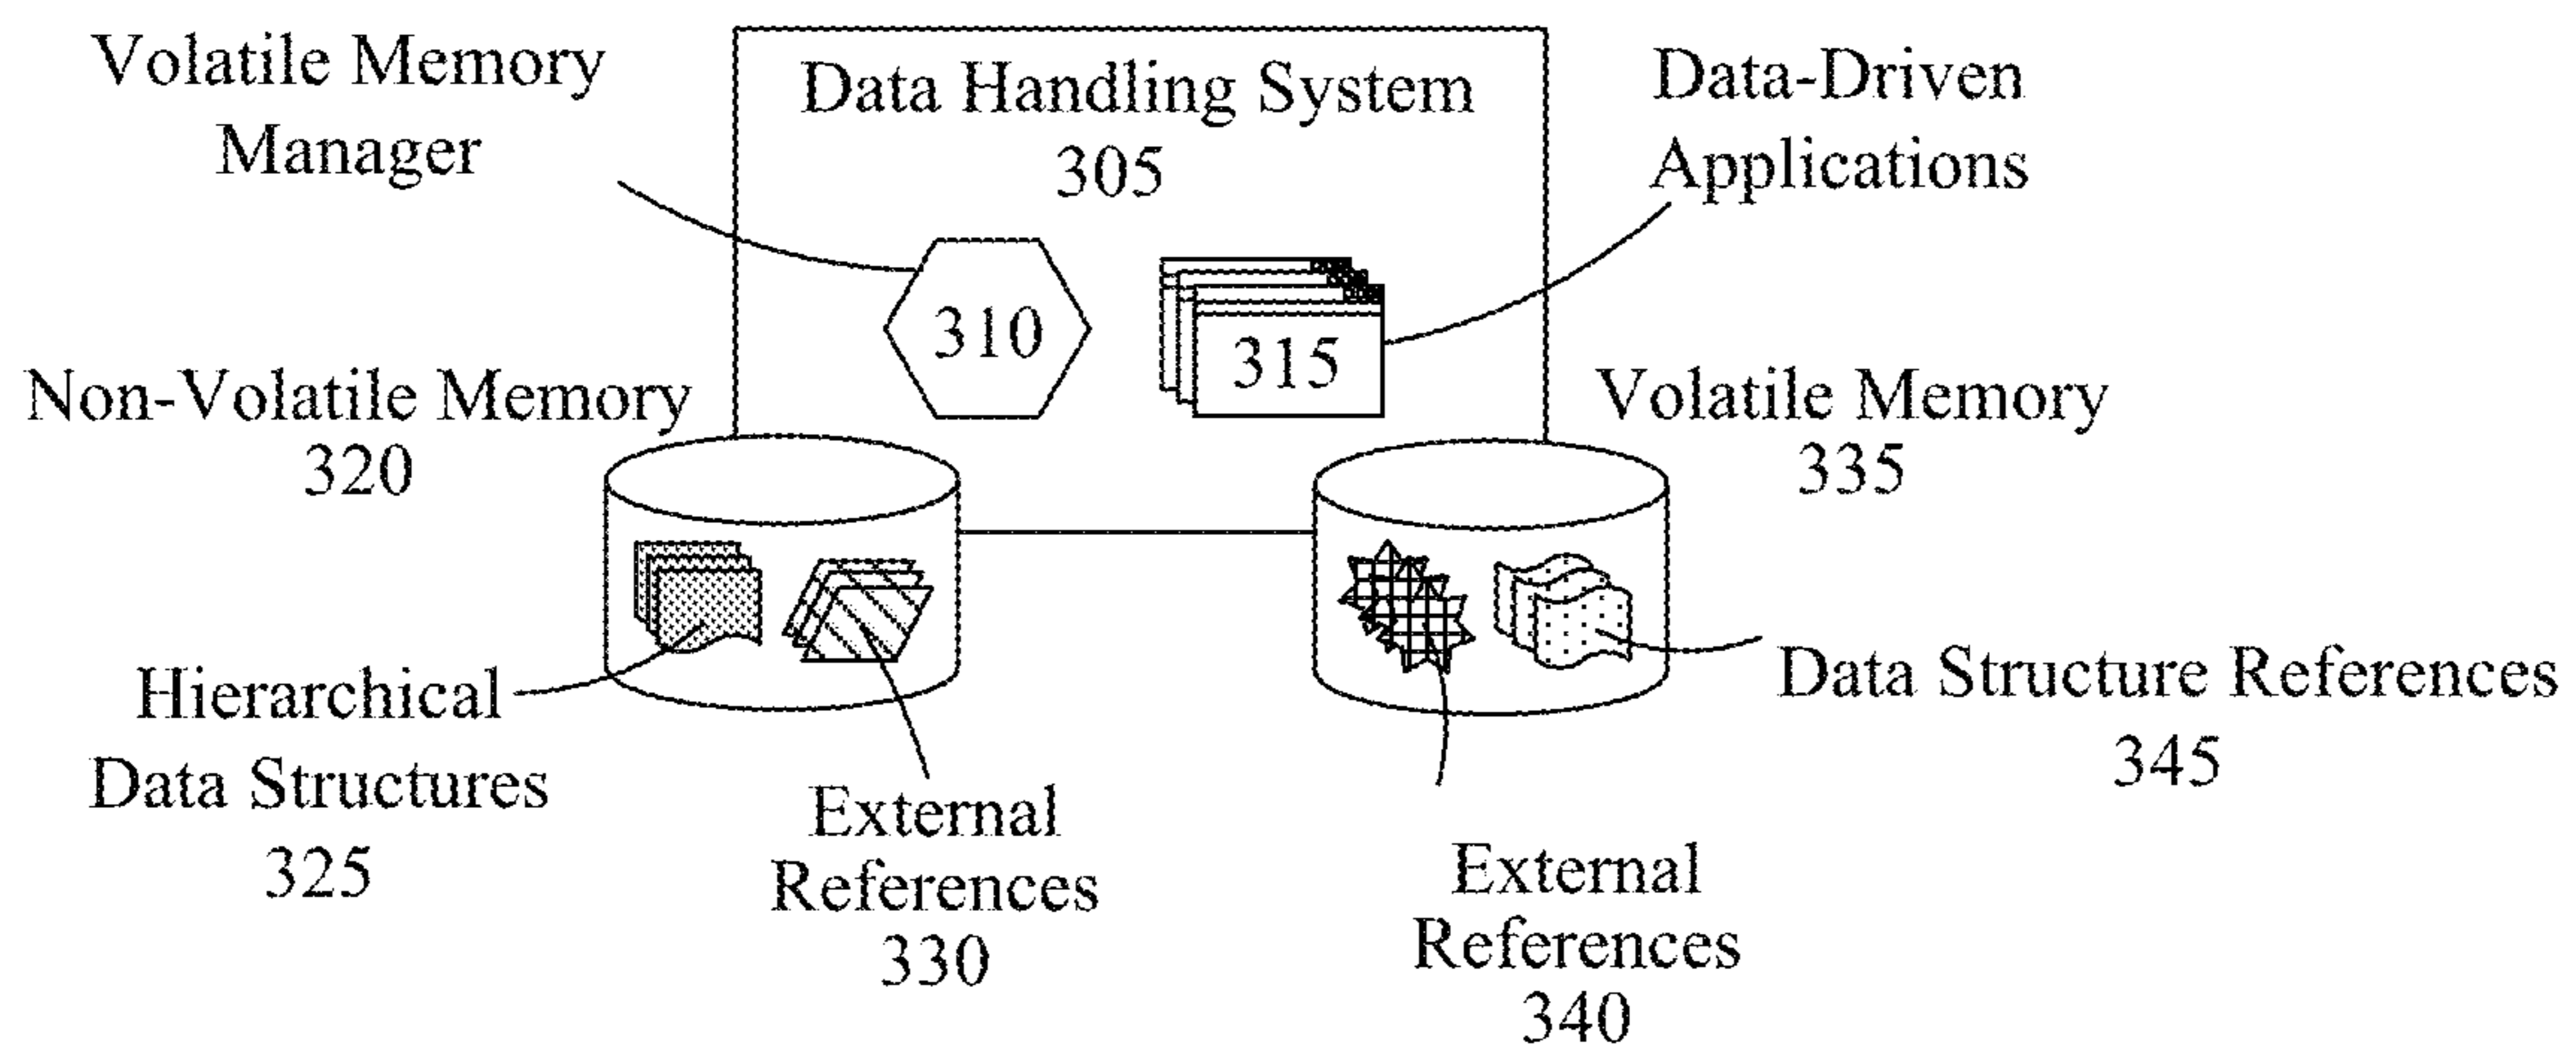 Volatile Memory
Manager
Data Handling System
305
Data-Driven
Applications
310
315
Non-Volatile Memory
320
Volatile Memory
335
Hierarchical
Data Structures
325
External
References
330
External
References
340
Data Structure References
345